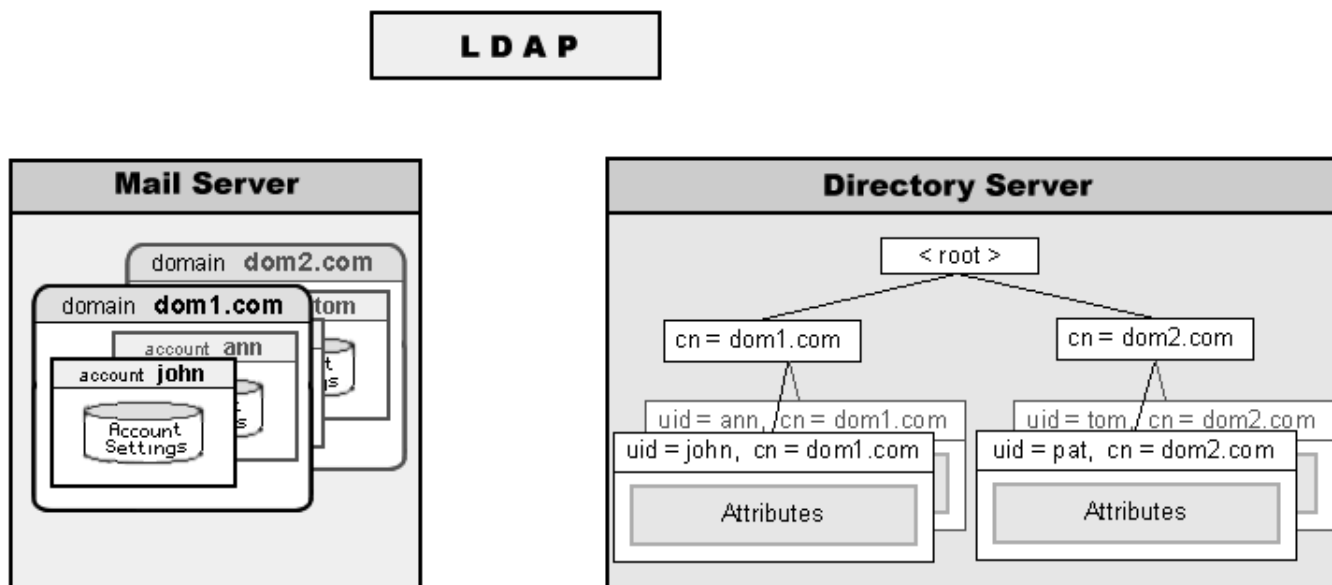 L D A P
Mail Server
domain dom2.com
tom
domain dom1.com
account ann
account john
Account
Settings
Directory Server
< root >
cn = dom1.com
cn = dom2.com
uid = ann, cn = dom1.com
uid = john, cn = dom1.com
Attributes
uid = tom, cn = dom2.com
uid = pat, cn = dom2.com
Attributes